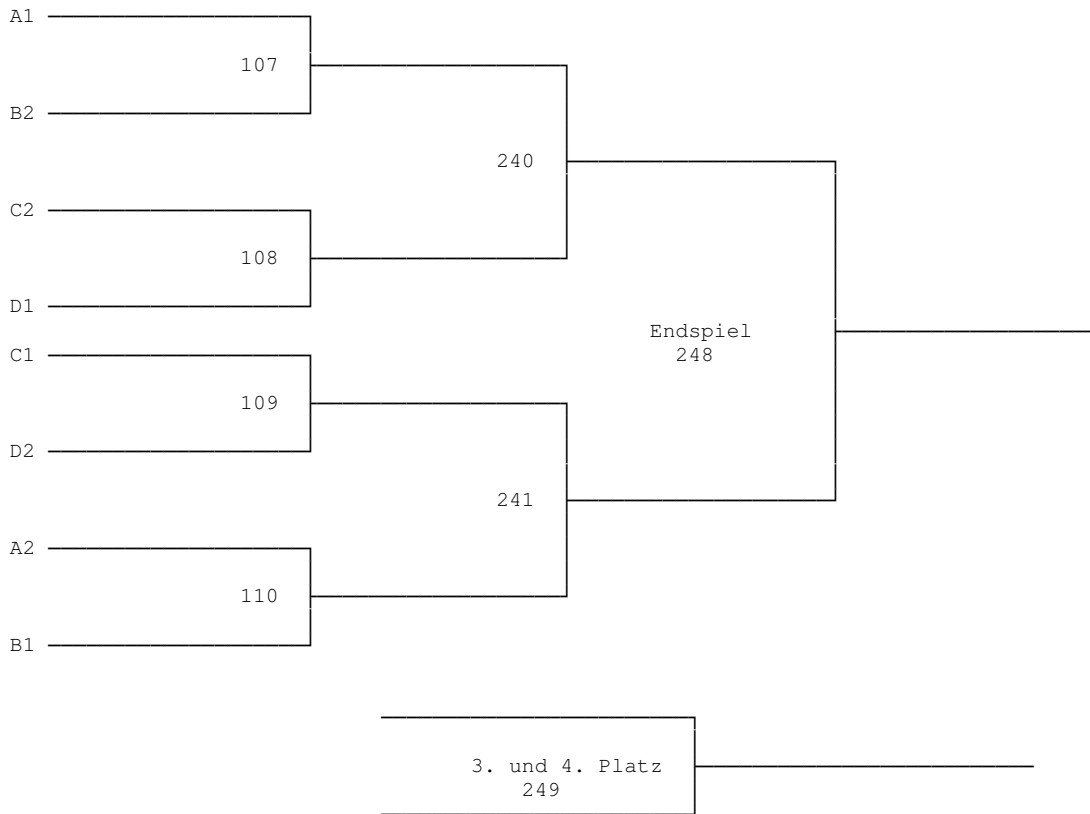 A1
107
B2
240
C2
108
D1
Endspiel
248
C1
109
D2
241
A2
110
B1
3. und 4. Platz
249